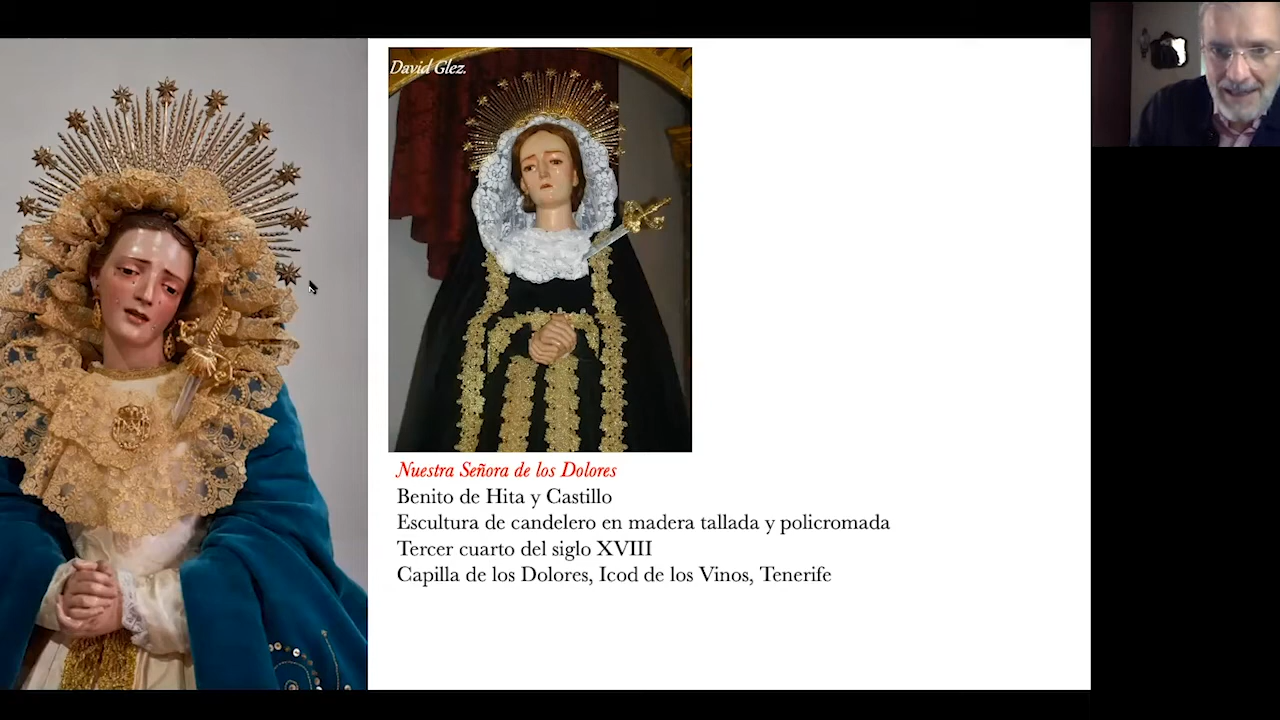 David Glez.
Nuestra Señora de los Dolores
Benito de Hita y Castillo
Escultura de candelero en madera tallada y policromada
Tercer cuarto del siglo XVIII
Capilla de los Dolores, Icod de los Vinos, Tenerife